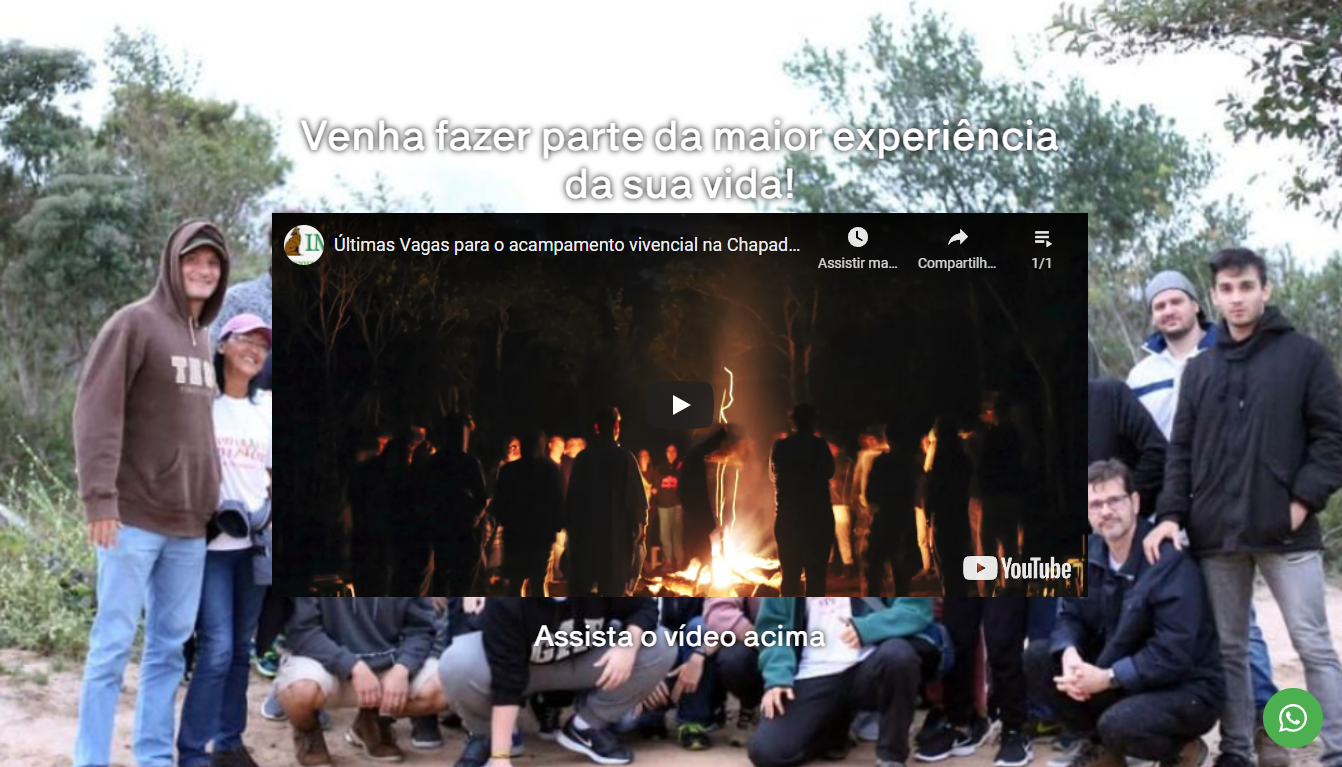 Venha fazer parte da maior experiência
da sua vida!
Últimas Vagas para o acampamento vivencial na Chapad...
Assistir ma...
Compartilh...
1/1
YouTube
Assista o vídeo acima